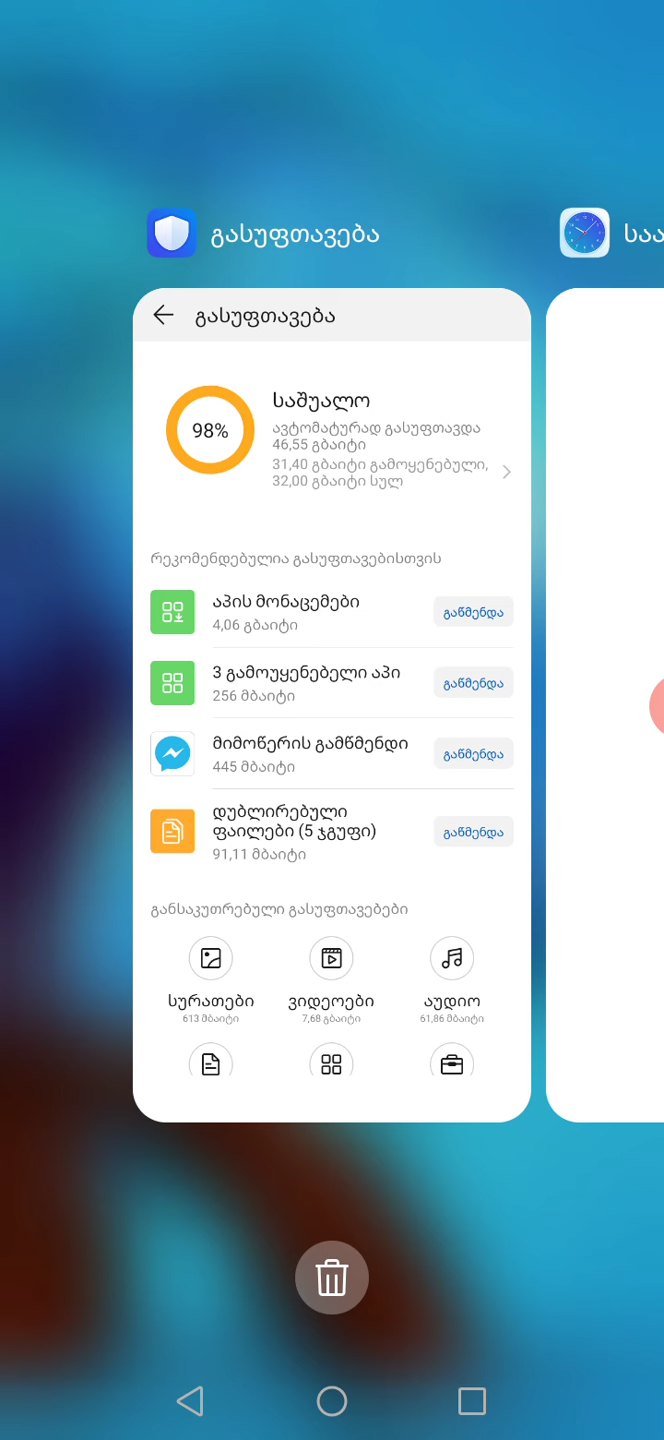 გასუფთავება
გასუფთავება
98%
საშუალო
ავტომატურად გასუფთავდა
46,55 გბაიტი
31,40 გბაიტი გამოყენებული,
32,00 გბაიტი სულ
რეკომენდებულია გასუფთავებისთვის
აპის მონაცემები
4,06 გბაიტი
გაწმენდა
3 გამოუყენებელი აპი
256 მბაიტი
გაწმენდა
მიმოწერის გამწმენდი
445 მბაიტი
გაწმენდა
დუბლირებული
ფაილები (5 ჯგუფი)
91,11 მბაიტი
გაწმენდა
განსაკუთრებული გასუფთავებები
სურათები
613 მბაიტი
ვიდეოები
7,68 გბაიტი
აუდიო
61,86 მბაიტი